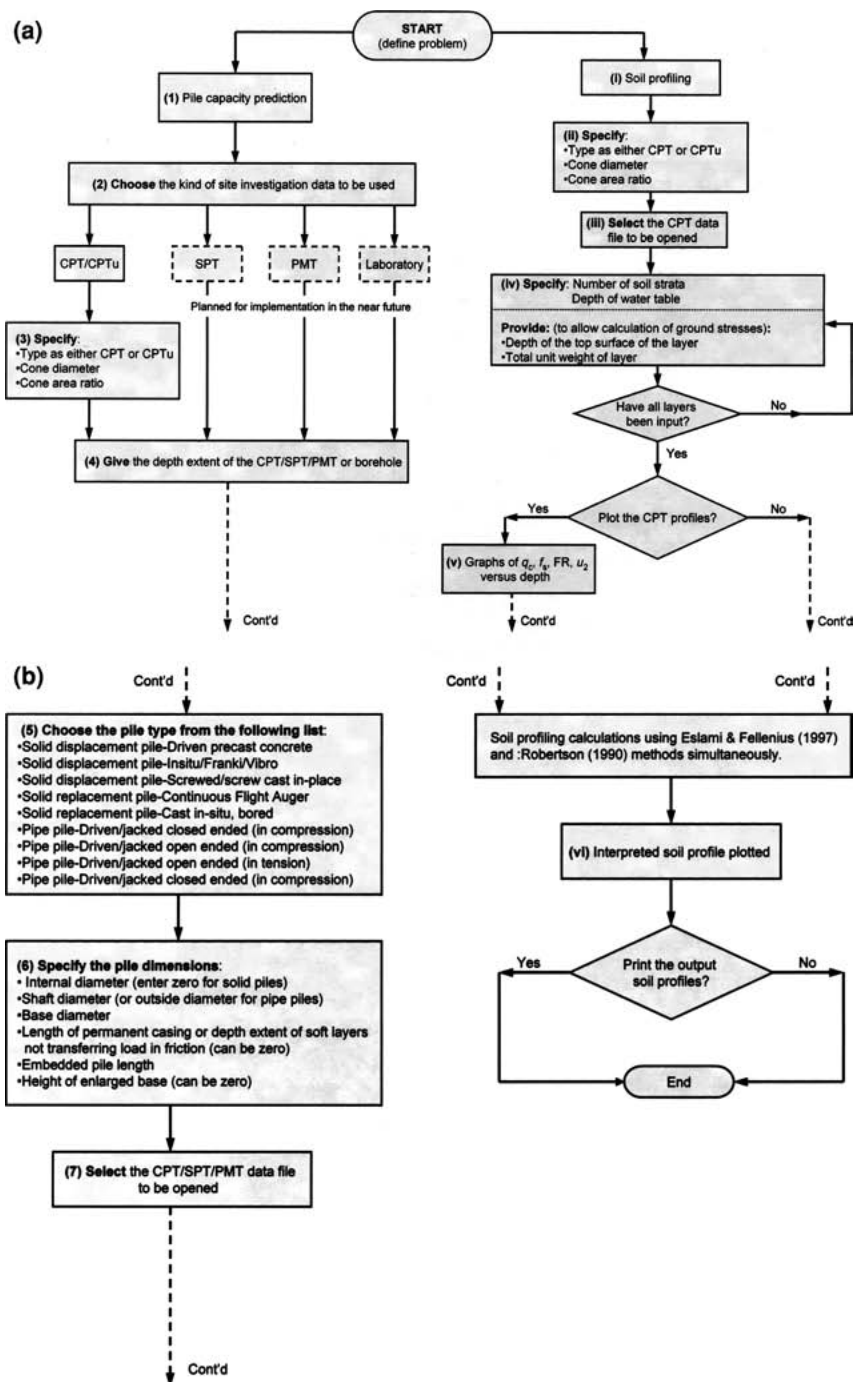 (a)
START
(define problem)
(1) Pile capacity prediction
(2) Choose the kind of site investigation data to be used
CPT/CPTu
SPT
PMT
Laboratory
Planned for implementation in the near future
(3) Specify:
•Type as either CPT or CPTu
•Cone diameter
•Cone area ratio
(4) Give the depth extent of the CPT/SPT/PMT or borehole
Cont'd
(i) Soil profiling
(ii) Specify:
•Type as either CPT or CPTu
•Cone diameter
•Cone area ratio
(iii) Select the CPT data
file to be opened
(iv) Specify: Number of soil strata
Depth of water table
Provide: (to allow calculation of ground stresses):
•Depth of the top surface of the layer
•Total unit weight of layer
Have all layers
been input?
No
Yes
Plot the CPT profiles?
Yes
No
(v) Graphs of qc, fs, FR, u2
versus depth
Cont'd
Cont'd
(b)
Cont'd
(5) Choose the pile type from the following list:
•Solid displacement pile-Driven precast concrete
•Solid displacement pile-Insitu/Franki/Vibro
•Solid displacement pile-Screwed/screw cast in-place
•Solid replacement pile-Continuous Flight Auger
•Solid replacement pile-Cast in-situ, bored
•Pipe pile-Driven/jacked closed ended (in compression)
•Pipe pile-Driven/jacked open ended (in compression)
•Pipe pile-Driven/jacked open ended (in tension)
•Pipe pile-Driven/jacked closed ended (in compression)
(6) Specify the pile dimensions:
• Internal diameter (enter zero for solid piles)
•Shaft diameter (or outside diameter for pipe piles)
•Base diameter
•Length of permanent casing or depth extent of soft layers
not transferring load in friction (can be zero)
•Embedded pile length
•Height of enlarged base (can be zero)
(7) Select the CPT/SPT/PMT data file
to be opened
Cont'd
Cont'd
Cont'd
Soil profiling calculations using Eslami & Fellenius (1997)
and :Robertson (1990) methods simultaneously.
(vi) Interpreted soil profile plotted
Print the output
soil profiles?
Yes
No
End